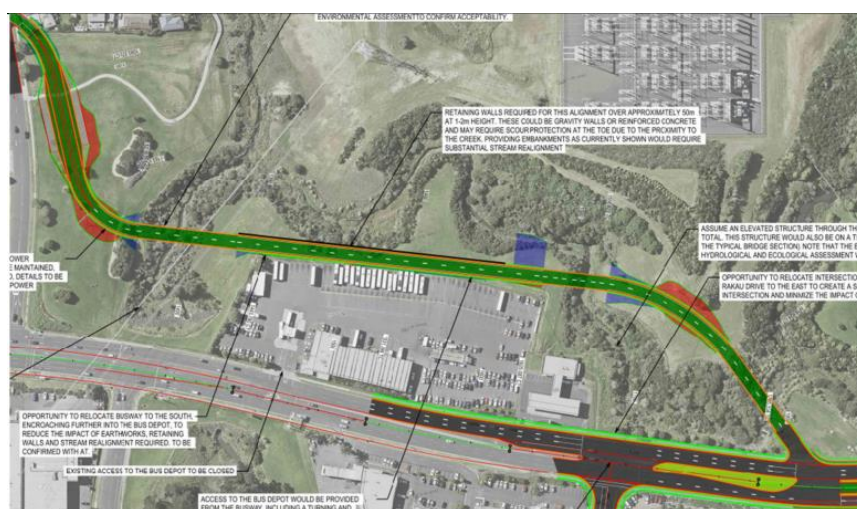 ENVIRONMENTAL ASSESSMENTTO CONFIRM ACCEPTABILITY.
RETAINING WALLS REQUIRED FOR THIS ALIGNMENT OVER APPROXIMATELY 50m
AT 1-2m HEIGHT. THESE COULD BE GRAVITY WALLS OR REINFORCED CONCRETE
AND MAY REQUIRE SCOUR PROTECTION AT THE TOE DUE TO THE PROXIMITY TO
THE CREEK. PROVIDING EMBANKMENTS AS CURRENTLY SHOWN WOULD REQUIRE
SUBSTANTIAL STREAM REALIGNMENT
ASSUME AN ELEVATED STRUCTURE THROUGH TH
TOTAL. THIS STRUCTURE WOULD ALSO BE ON A T
THE TYPICAL BRIDGE SECTION) NOTE THAT THE B
HYDROLOGICAL AND ECOLOGICAL ASSESSMENT W
OWER
E MAINTAINED,
D. DETAILS TO BE
POWER
OPPORTUNITY TO RELOCATE INTERSECTIO
RAKAU DRIVE TO THE EAST TO CREATE A S
INTERSECTION AND MINIMIZE THE IMPACT O
OPPORTUNITY TO RELOCATE BUSWAY TO THE SOUTH,
ENCROACHING FURTHER INTO THE BUS DEPOT, TO
REDUCE THE IMPACT OF EARTHWORKS, RETAINING
WALLS AND STREAM REALIGNMENT REQUIRED. TO BE
CONFIRMED WITH AT.
EXISTING ACCESS TO THE BUS DEPOT TO BE CLOSED
ACCESS TO THE BUS DEPOT WOULD BE PROVIDED
FROM THE BUSWAY, INCLUDING A TURNING AND